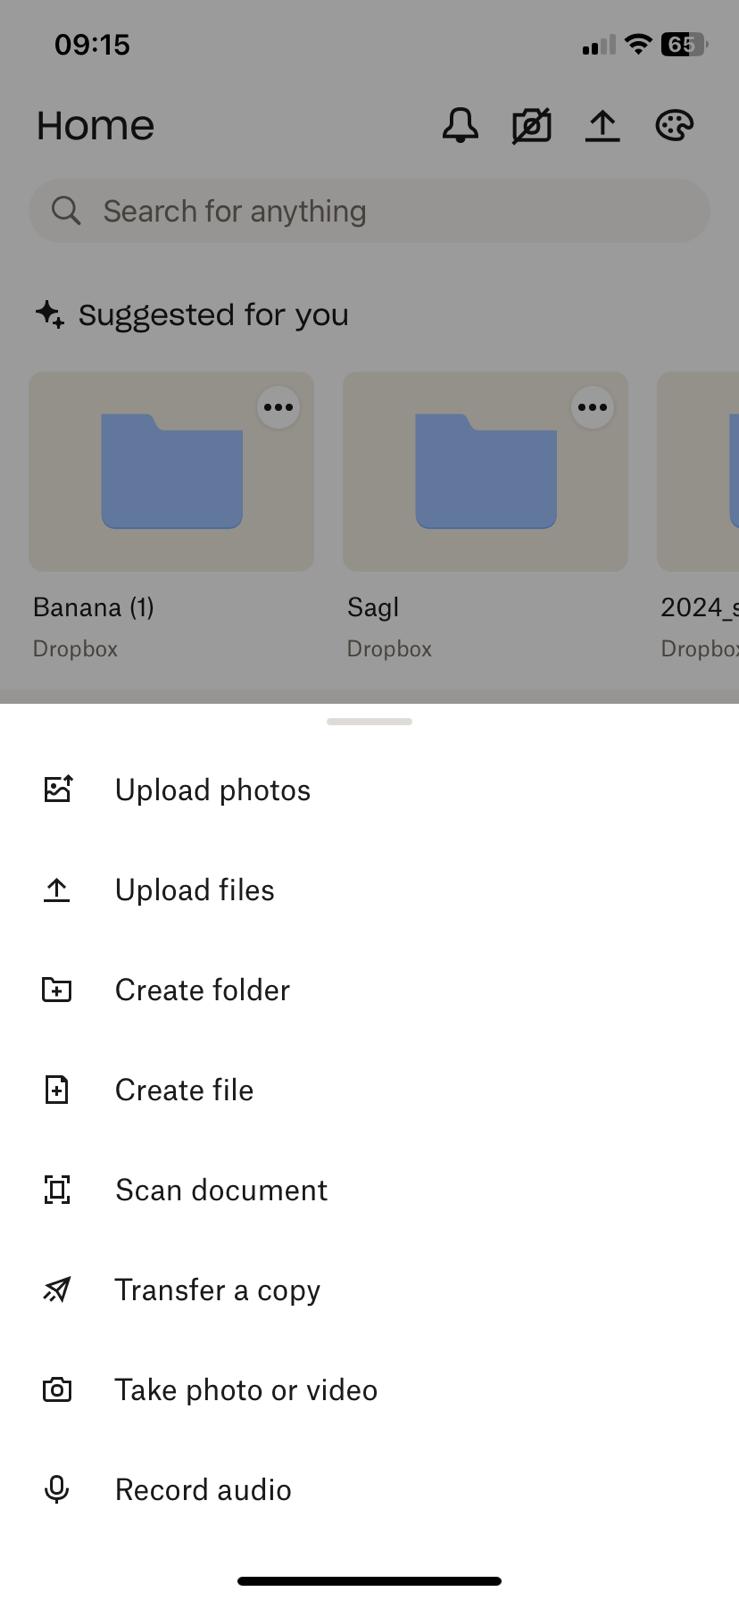 09:15
65
Home
Search for anything
Suggested for you
Banana (1)
Dropbox
Sagl
Dropbox
2024_s
Dropbox
Upload photos
Upload files
Create folder
Create file
Scan document
Transfer a copy
Take photo or video
Record audio